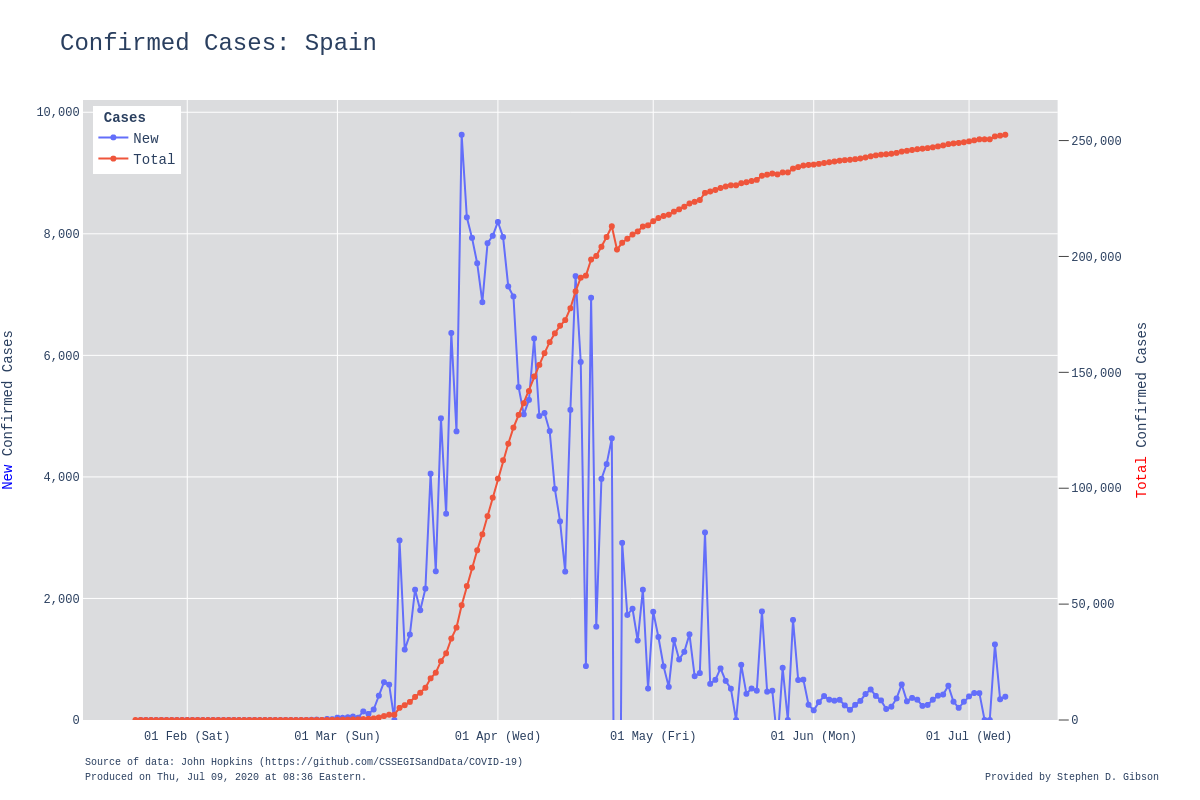 Confirmed Cases: Spain
Cases
New
Total
10,000
8,000
6,000
4,000
2,000
0
New Confirmed Cases
250,000
200,000
150,000
100,000
50,000
0
Total Confirmed Cases
01 Feb (Sat)
01 Mar (Sun)
01 Apr (Wed)
01 May (Fri)
01 Jun (Mon)
01 Jul (Wed)
Source of data: John Hopkins (https://github.com/CSSEGISandData/COVID-19)
Produced on Thu, Jul 09, 2020 at 08:36 Eastern.
Provided by Stephen D. Gibson